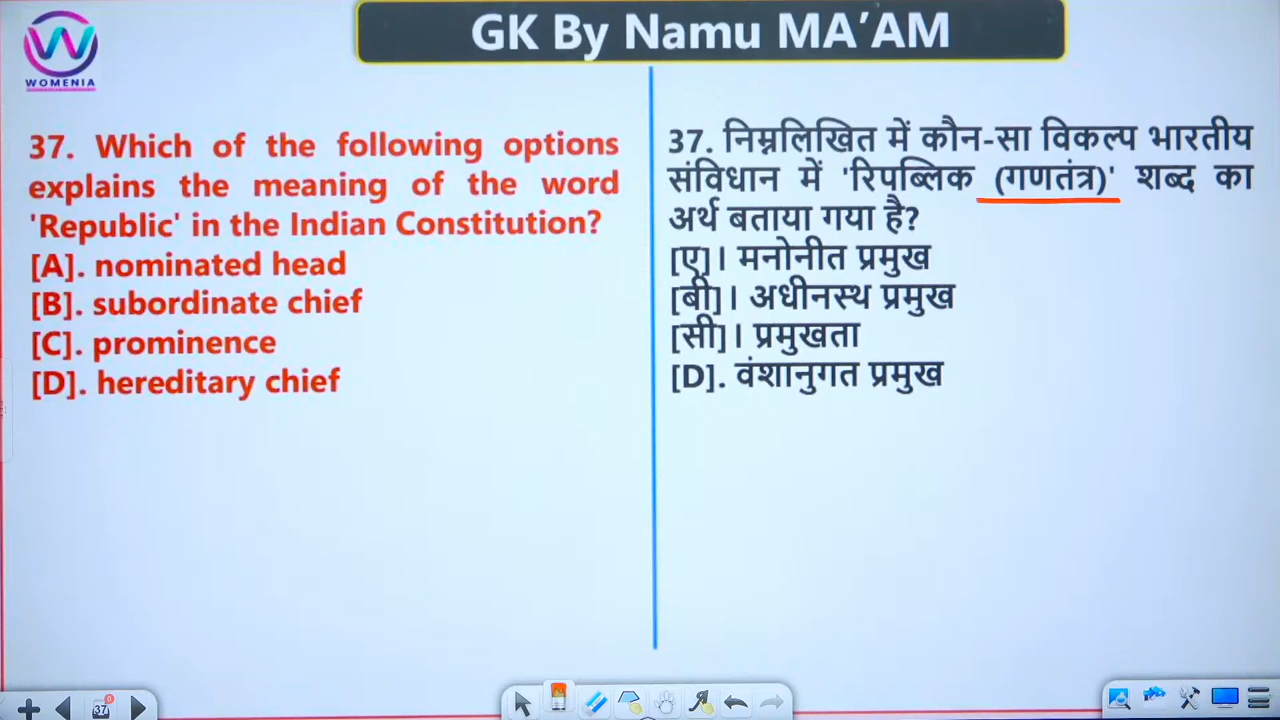 WOMENIA
GK By Namu MA’AM
37. Which of the following options
explains the meaning of the word
'Republic' in the Indian Constitution?
[A]. nominated head
[B]. subordinate chief
[C]. prominence
[D]. hereditary chief
37. निम्नलिखित में कौन-सा विकल्प भारतीय
संविधान में 'रिपब्लिक (गणतंत्र)' शब्द का
अर्थ बताया गया है?
[ए]। मनोनीत प्रमुख
[बी]। अधीनस्थ प्रमुख
[सी]। प्रमुखता
[D]. वंशानुगत प्रमुख
37